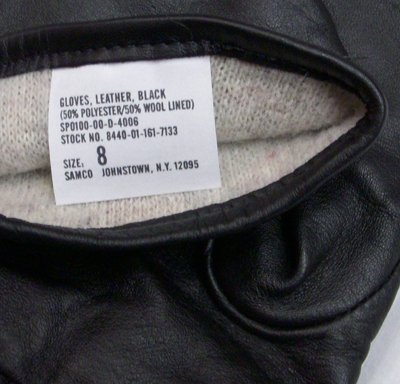 GLOVES, LEATHER, BLACK
(50% POLYESTER/50% WOOL LINED)
SPO100-00-D-4006
STOCK NO. 8440-01-161-7133
SIZE: 8
SAMCO JOHNSTOWN, N.Y. 12095